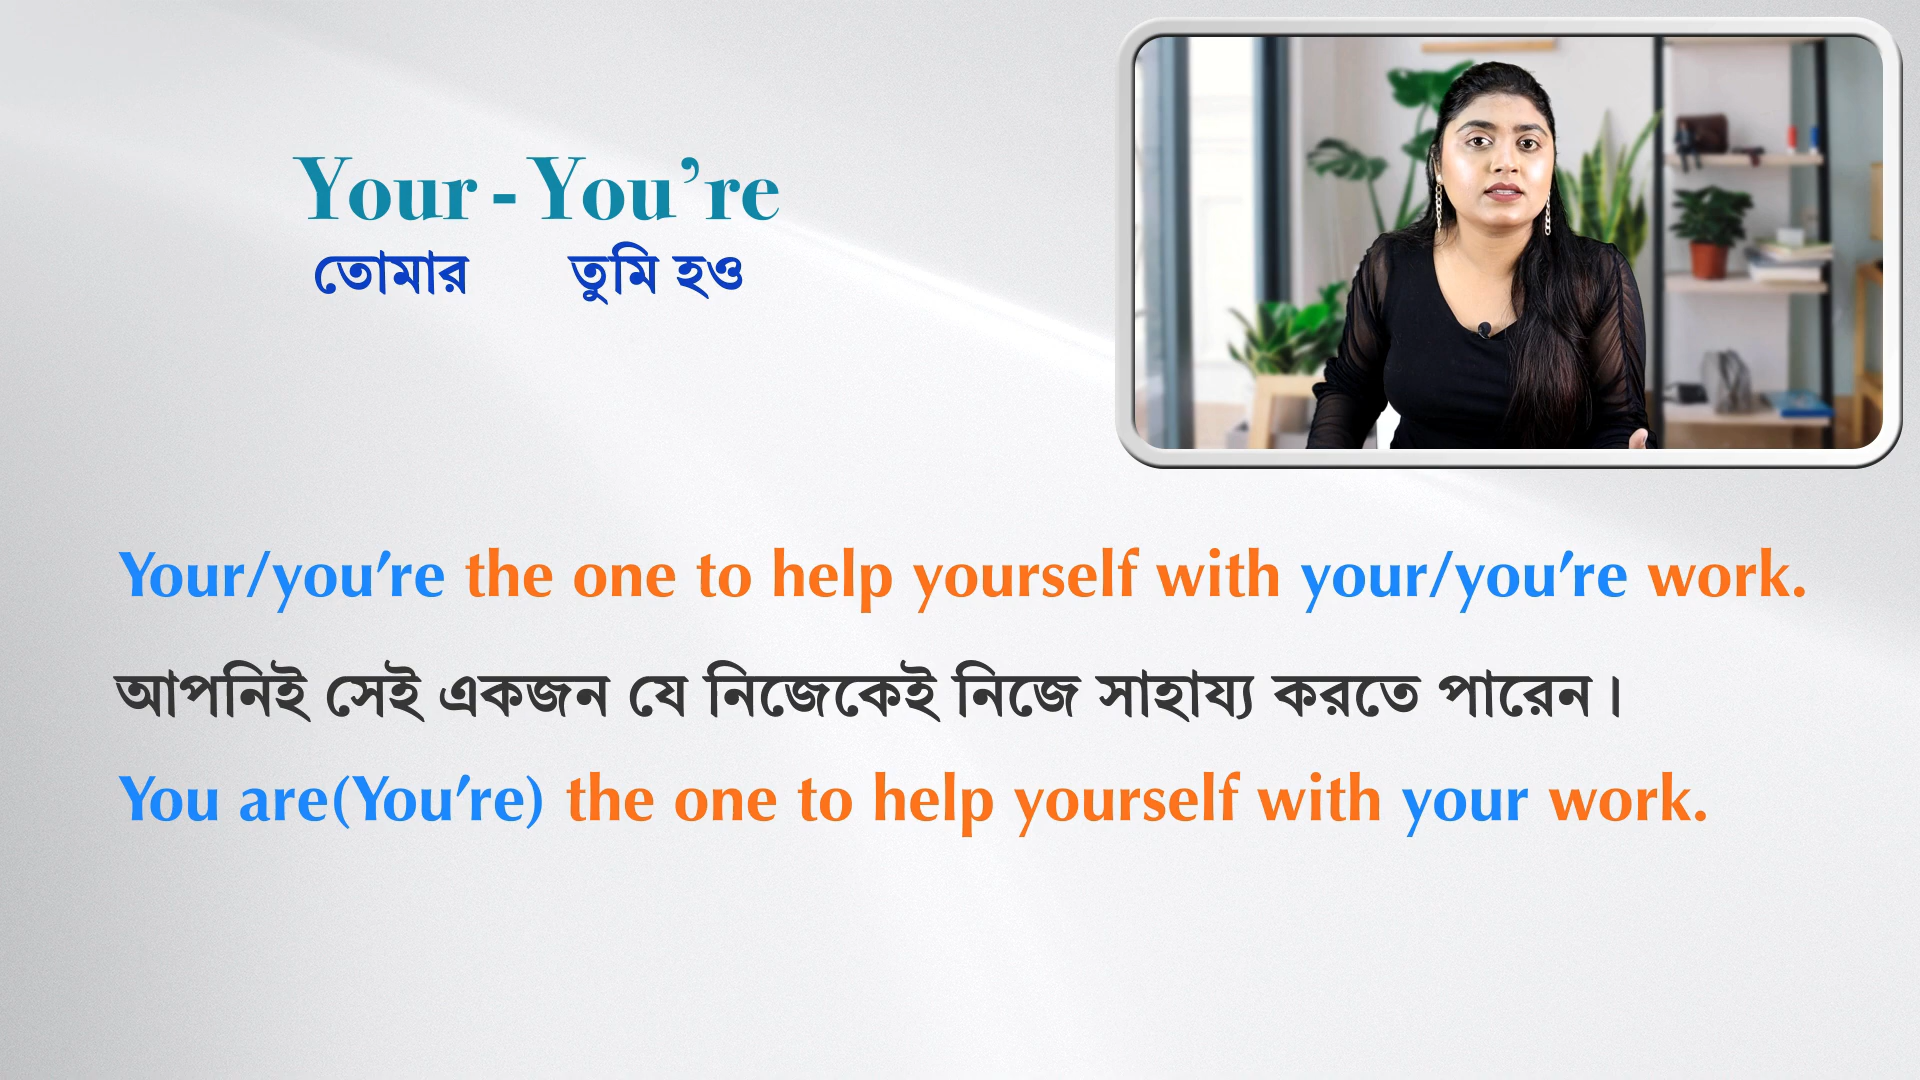 Your - You’re
তোমার তুমি হও
Your/you’re the one to help yourself with your/you’re work.
আপনিই সেই একজন যে নিজেকেই নিজে সাহায্য করতে পারেন।
You are(You’re) the one to help yourself with your work.